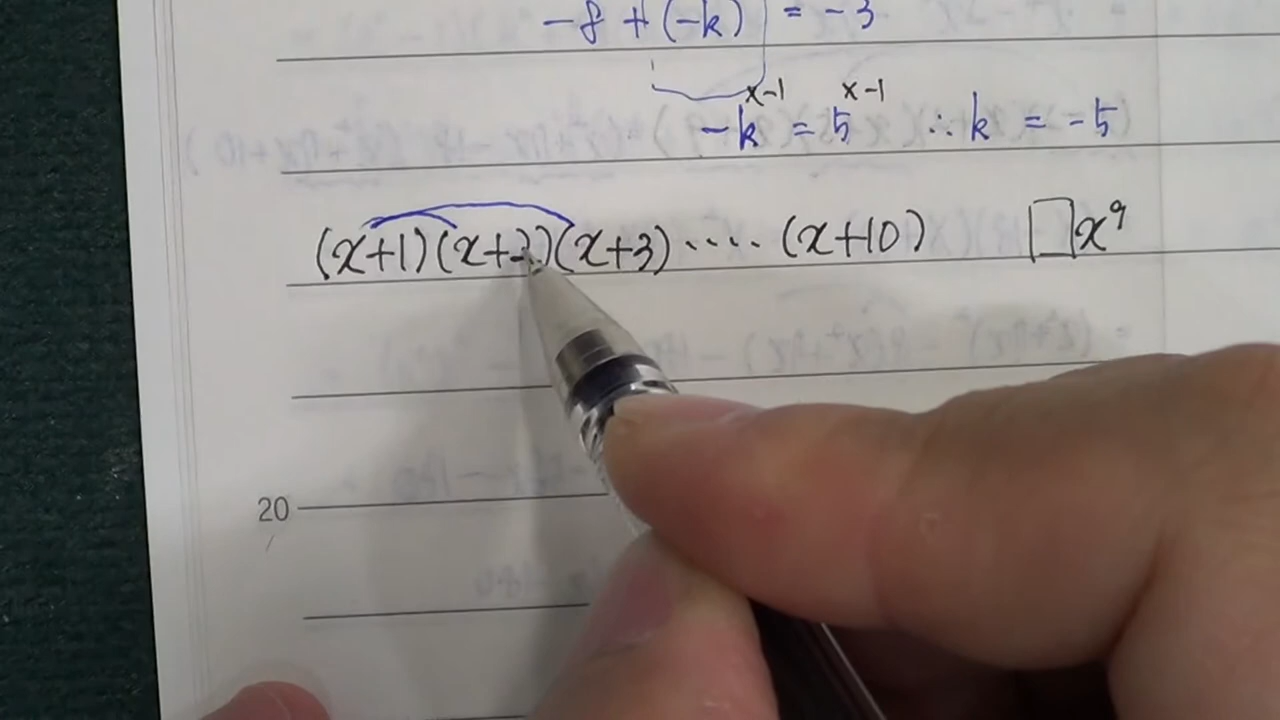 -8 + (-k) = -3
x-1 x-1
-k = 5 ∴ k = -5
(x+1)(x+2)(x+3)....(x+10) □x⁹
20